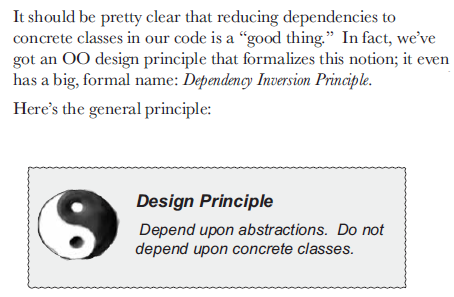 It should be pretty clear that reducing dependencies to
concrete classes in our code is a “good thing.” In fact, we’ve
got an OO design principle that formalizes this notion; it even
has a big, formal name: Dependency Inversion Principle.
Here’s the general principle:
Design Principle
Depend upon abstractions. Do not
depend upon concrete classes.